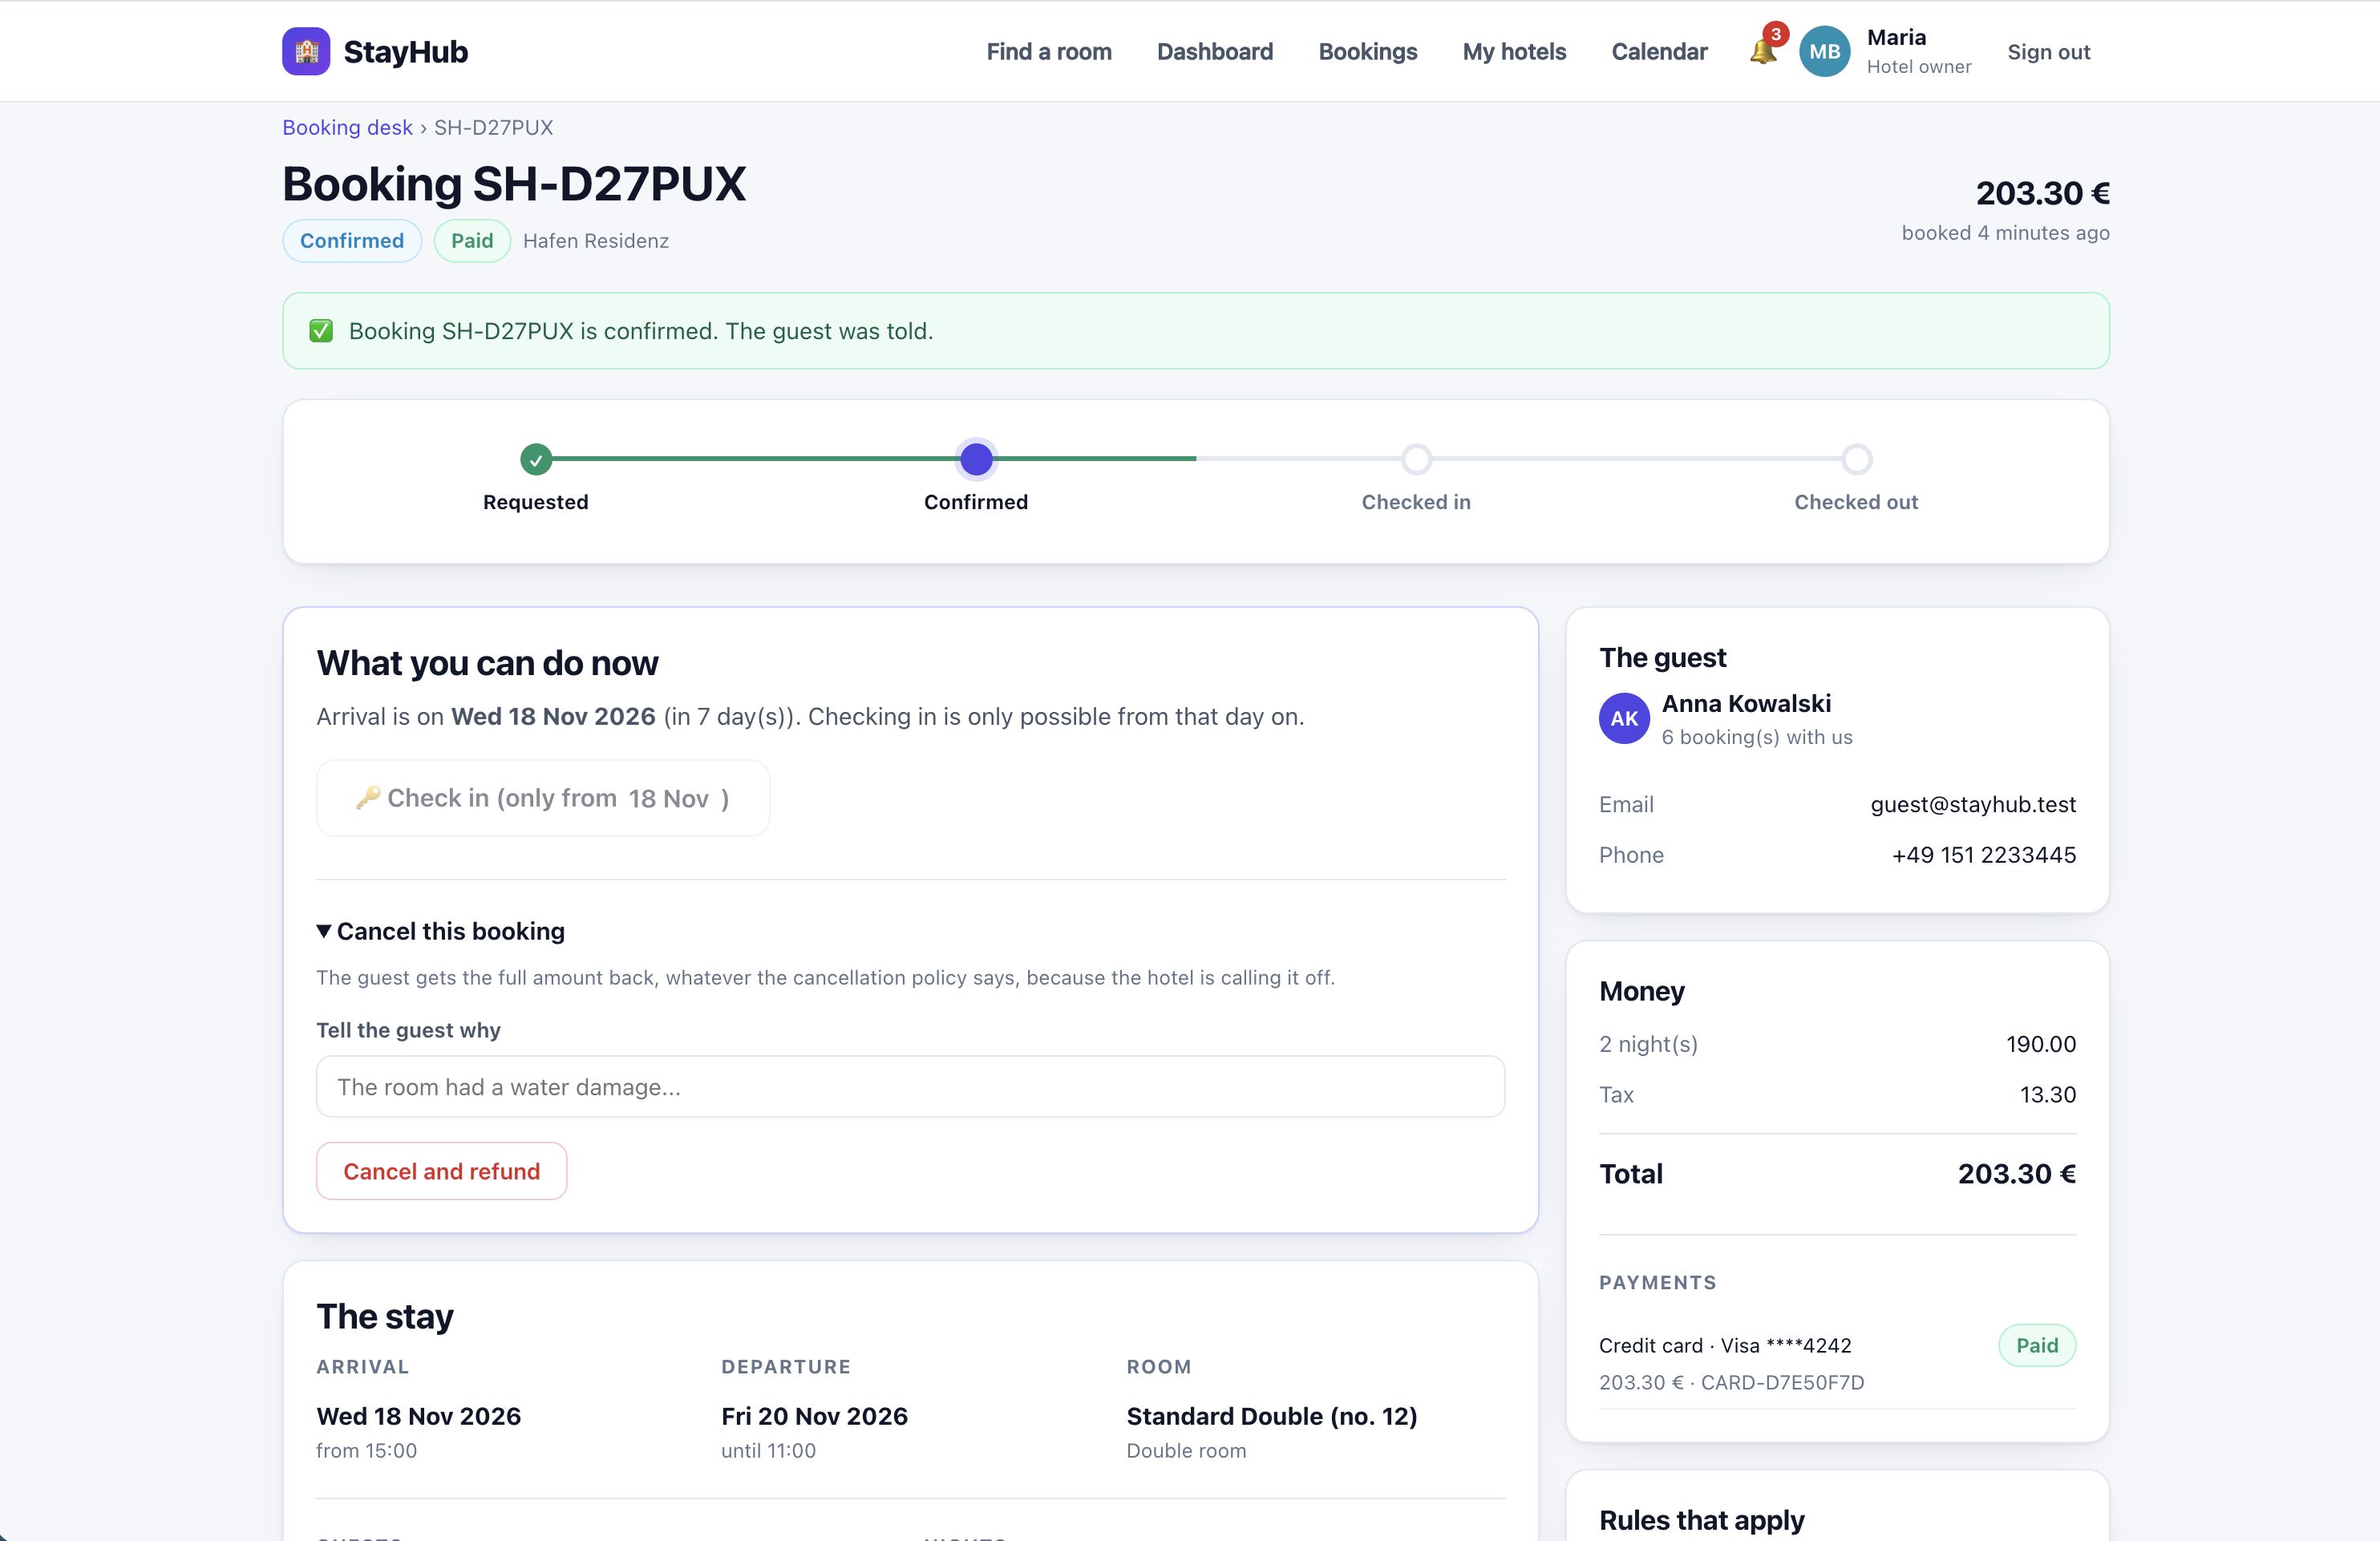 StayHub
Find a room
Dashboard
Bookings
My hotels
Calendar
3
MB
Maria
Hotel owner
Sign out
Booking desk › SH-D27PUX
Booking SH-D27PUX
Confirmed
Paid
Hafen Residenz
203.30 €
booked 4 minutes ago
Booking SH-D27PUX is confirmed. The guest was told.
Requested
Confirmed
Checked in
Checked out
What you can do now
Arrival is on Wed 18 Nov 2026 (in 7 day(s)). Checking in is only possible from that day on.
Check in (only from 18 Nov )
Cancel this booking
The guest gets the full amount back, whatever the cancellation policy says, because the hotel is calling it off.
Tell the guest why
The room had a water damage...
Cancel and refund
The stay
ARRIVAL
Wed 18 Nov 2026
from 15:00
DEPARTURE
Fri 20 Nov 2026
until 11:00
ROOM
Standard Double (no. 12)
Double room
The guest
AK
Anna Kowalski
6 booking(s) with us
Email guest@stayhub.test
Phone +49 151 2233445
Money
2 night(s) 190.00
Tax 13.30
Total 203.30 €
PAYMENTS
Credit card · Visa ****4242
Paid
203.30 € · CARD-D7E50F7D
Rules that apply